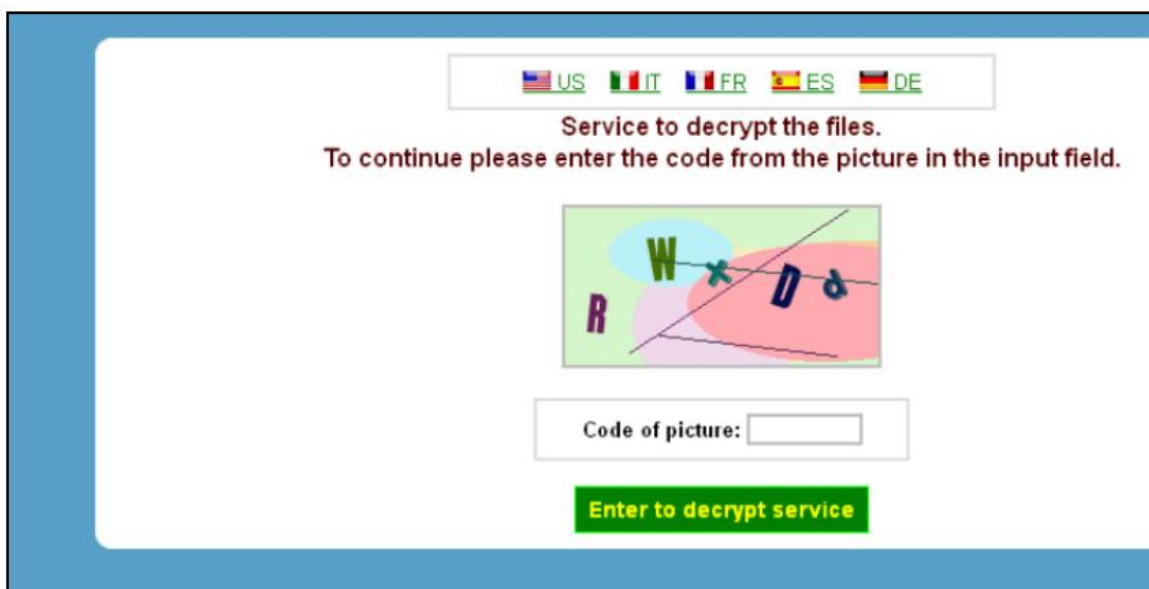 US IT FR ES DE
Service to decrypt the files.
To continue please enter the code from the picture in the input field.
R W x D d
Code of picture:
Enter to decrypt service